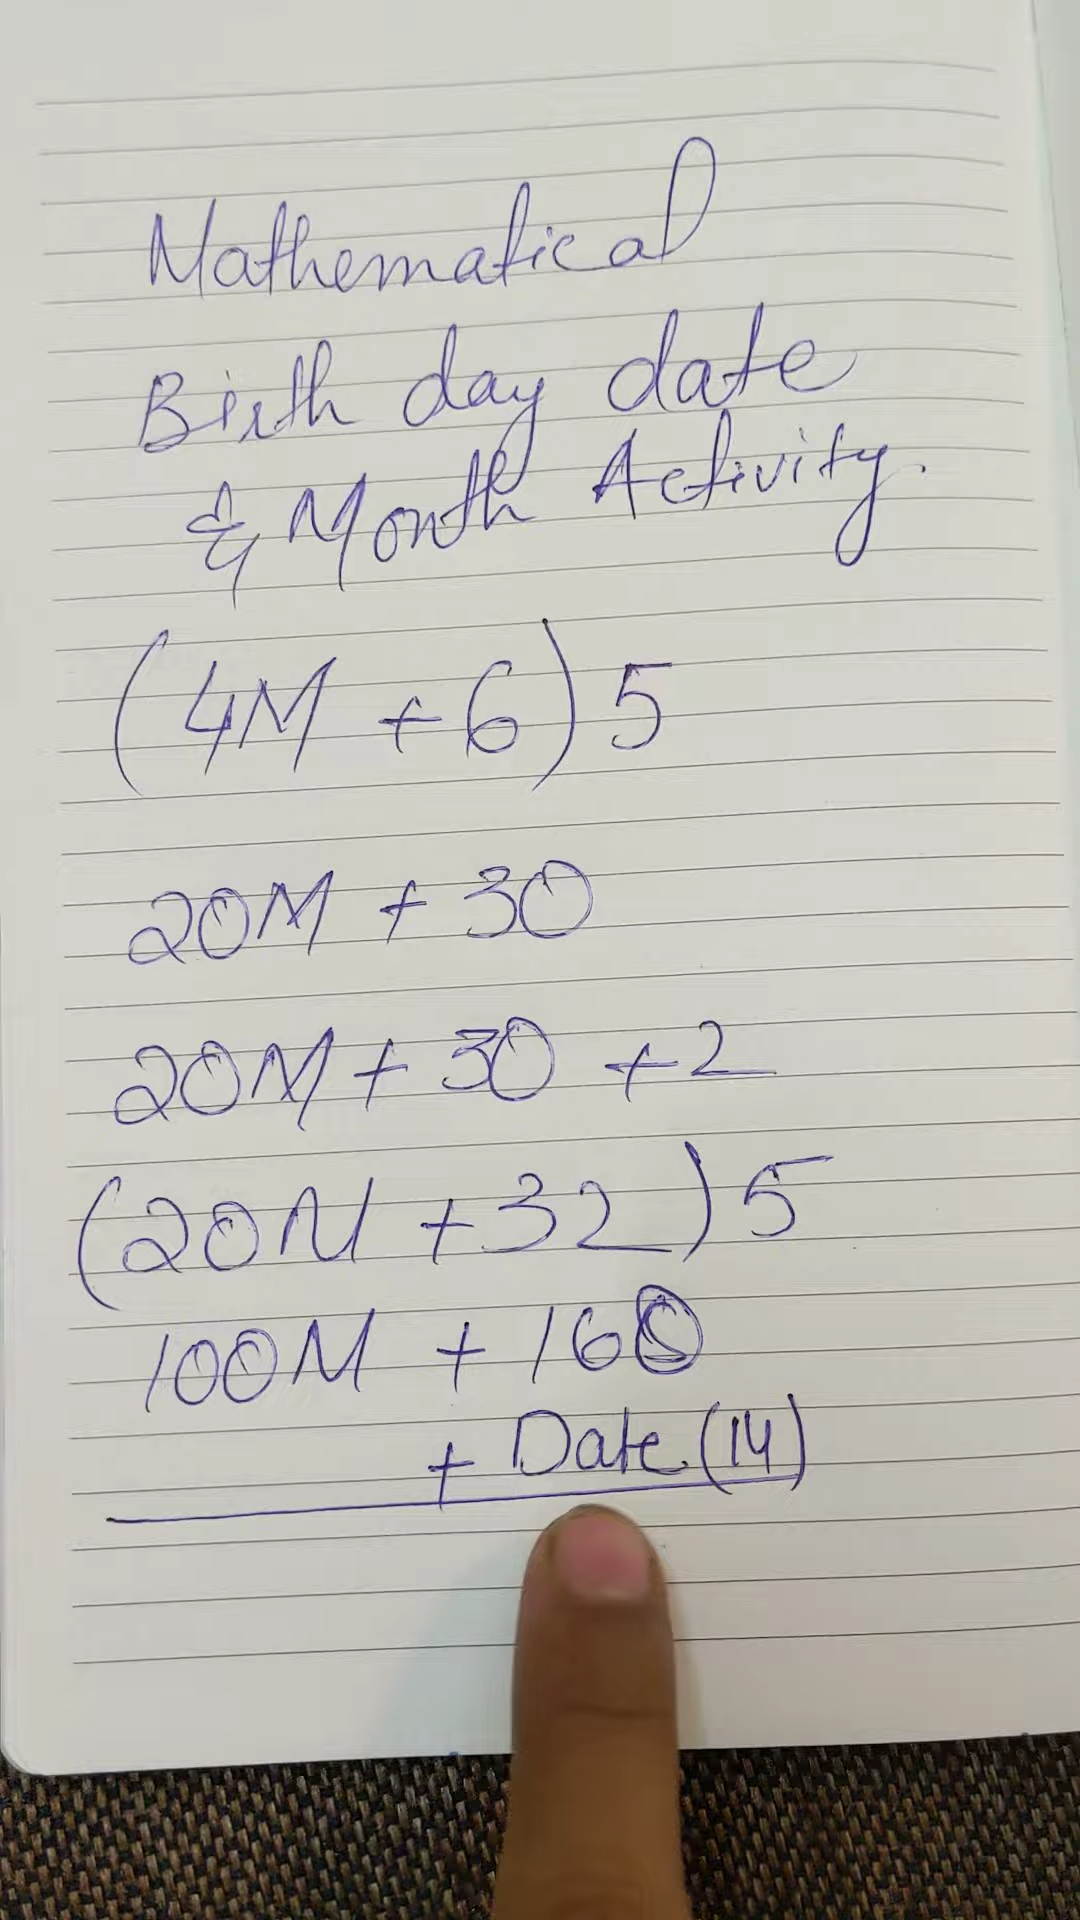 Mathematical
Birth day date
& Month Activity.
(4M + 6) 5
20M + 30
20M + 30 + 2
(20M + 32) 5
100M + 160
+ Date (14)